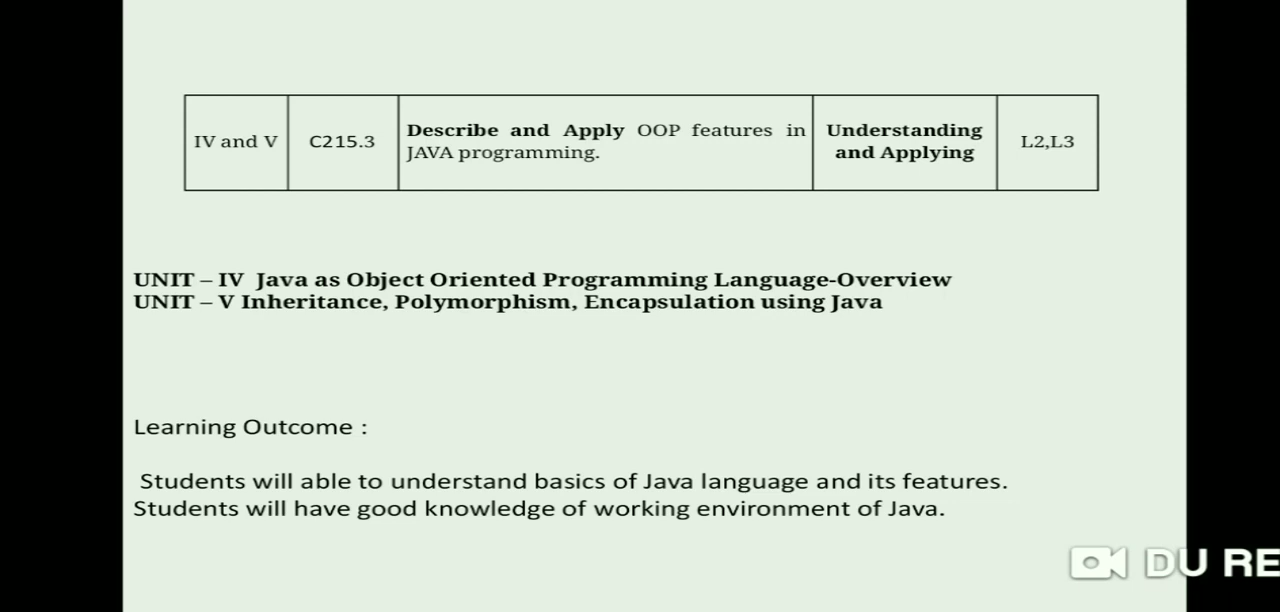 IV and V
C215.3
Describe and Apply OOP features in
JAVA programming.
Understanding
and Applying
L2,L3
UNIT – IV  Java as Object Oriented Programming Language-Overview
UNIT – V Inheritance, Polymorphism, Encapsulation using Java
Learning Outcome :
Students will able to understand basics of Java language and its features.
Students will have good knowledge of working environment of Java.
DU RE